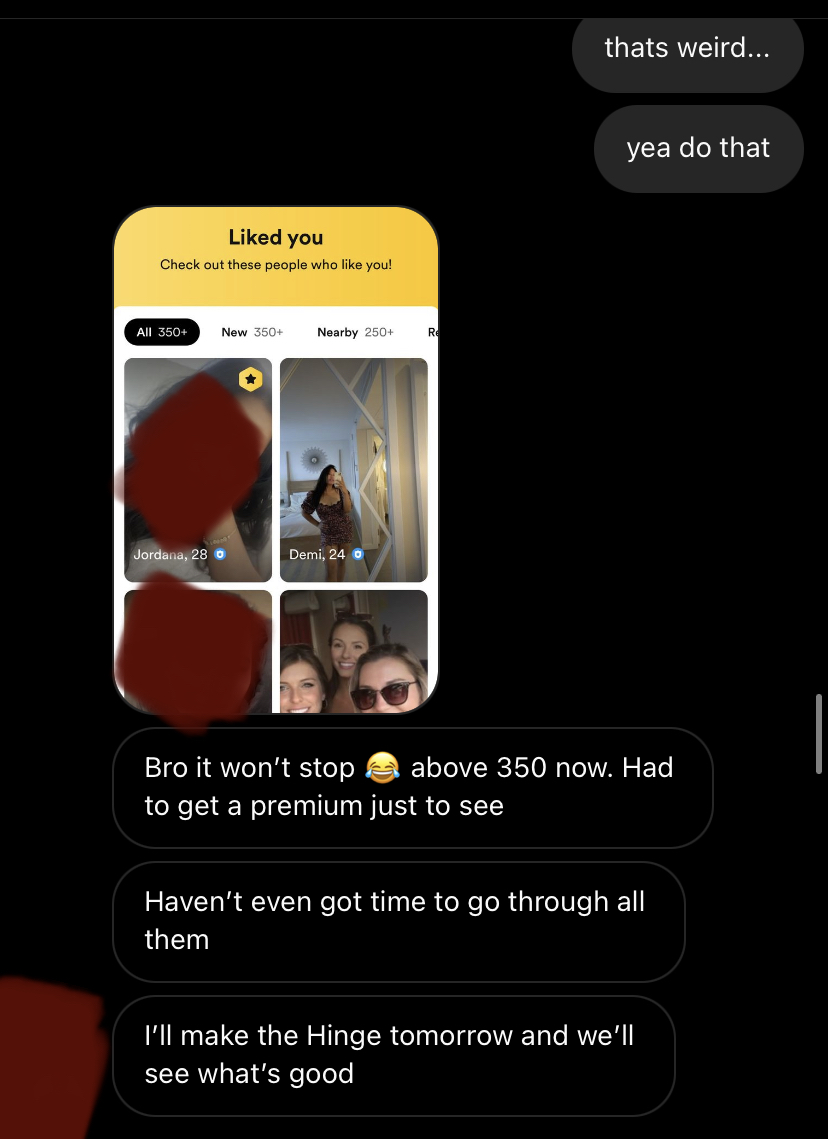 thats weird...
yea do that
Liked you
Check out these people who like you!
All 350+ New 350+ Nearby 250+ Re
Jordana, 28 Demi, 24
Bro it won’t stop 😂 above 350 now. Had
to get a premium just to see
Haven’t even got time to go through all
them
I’ll make the Hinge tomorrow and we’ll
see what’s good